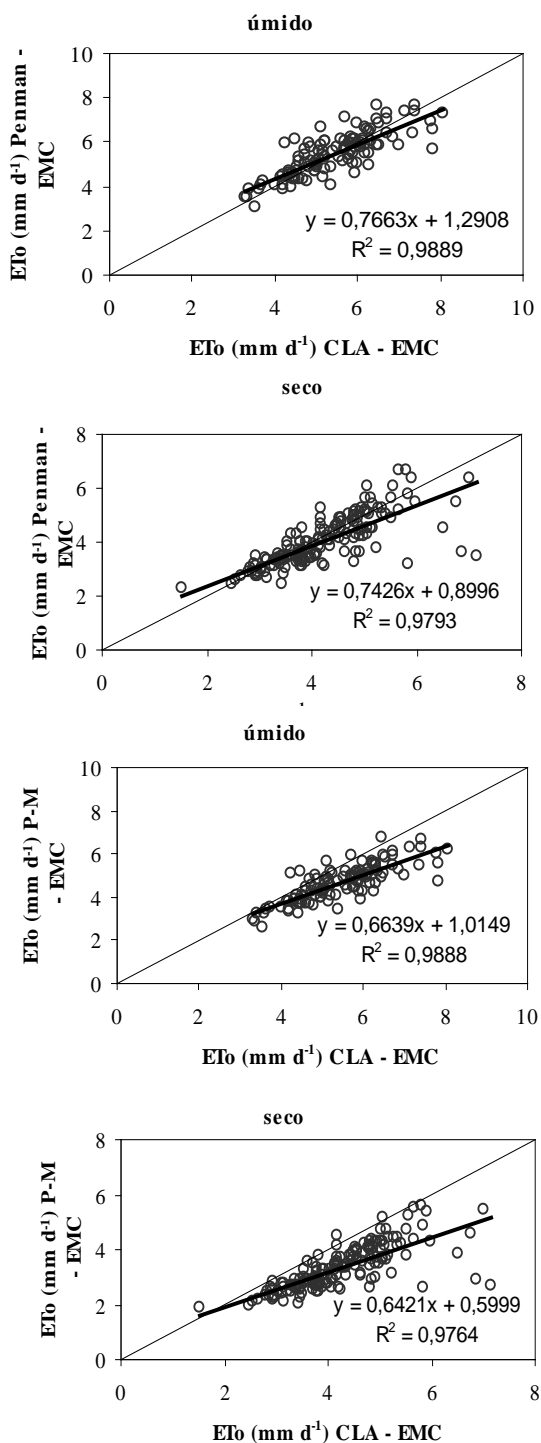 úmido
ETo (mm d-1) Penman -
EMC
10
8
6
4
2
0
y = 0,7663x + 1,2908
R2 = 0,9889
0 2 4 6 8 10
ETo (mm d-1) CLA - EMC
seco
ETo (mm d-1) Penman -
EMC
8
6
4
2
0
y = 0,7426x + 0,8996
R2 = 0,9793
0 2 4 6 8
úmido
ETo (mm d-1) P-M
- EMC
10
8
6
4
2
0
y = 0,6639x + 1,0149
R2 = 0,9888
0 2 4 6 8 10
ETo (mm d-1) CLA - EMC
seco
ETo (mm d-1) P-M
- EMC
8
6
4
2
0
y = 0,6421x + 0,5999
R2 = 0,9764
0 2 4 6 8
ETo (mm d-1) CLA - EMC